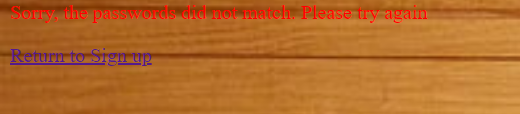 Sorry, the passwords did not match. Please try again
Return to Sign up